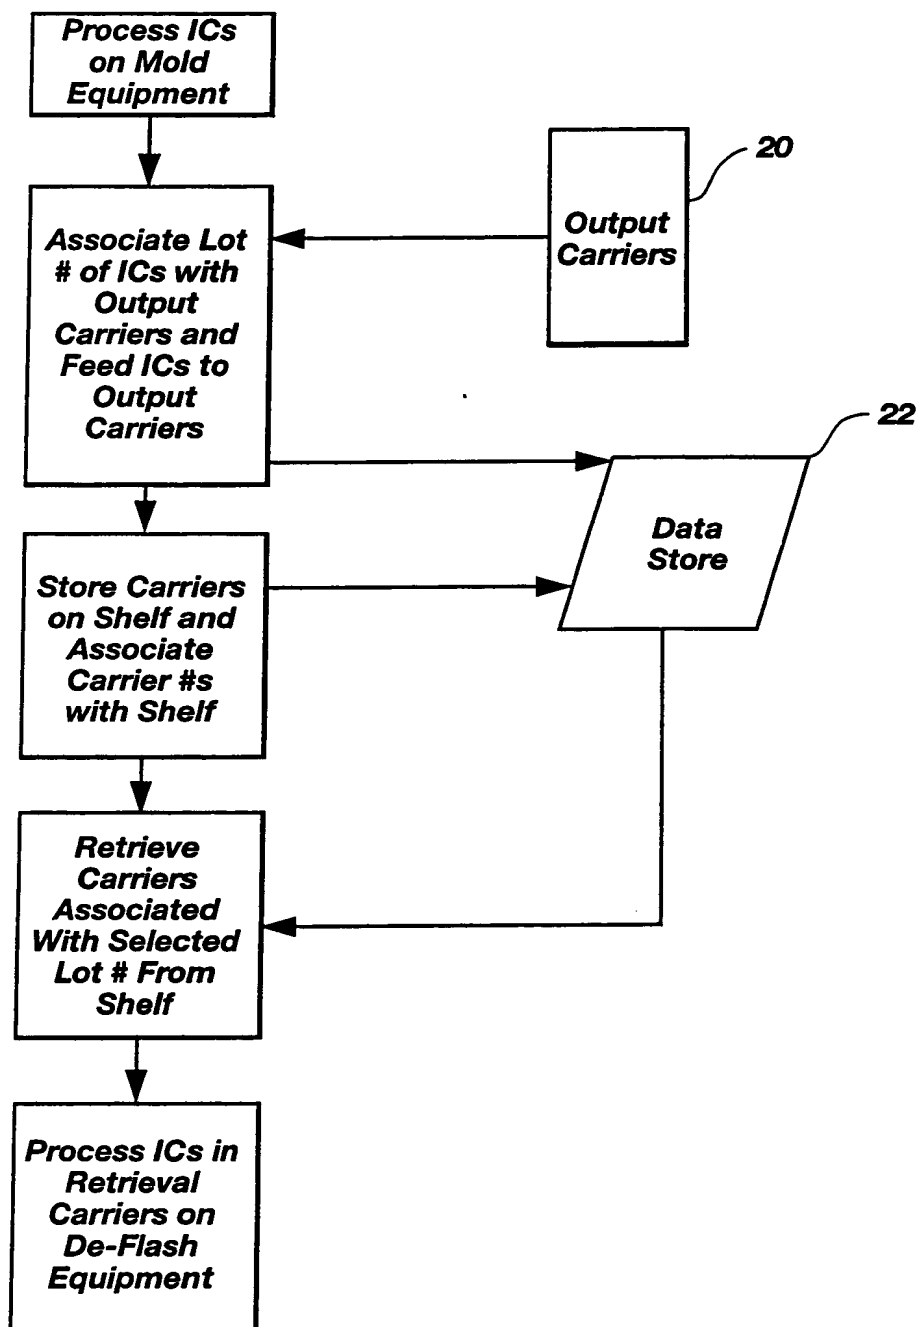 Process ICs
on Mold
Equipment
20
Output
Carriers
Associate Lot
# of ICs with
Output
Carriers and
Feed ICs to
Output
Carriers
22
Data
Store
Store Carriers
on Shelf and
Associate
Carrier #s
with Shelf
Retrieve
Carriers
Associated
With Selected
Lot # From
Shelf
Process ICs in
Retrieval
Carriers on
De-Flash
Equipment